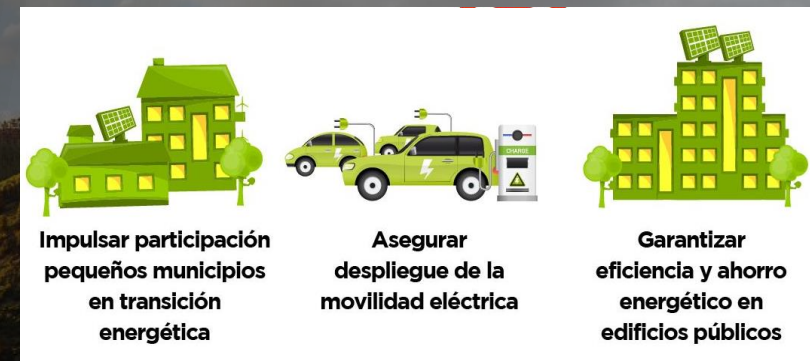 CHARGE
Impulsar participación
pequeños municipios
en transición
energética
Asegurar
despliegue de la
movilidad eléctrica
Garantizar
eficiencia y ahorro
energético en
edificios públicos